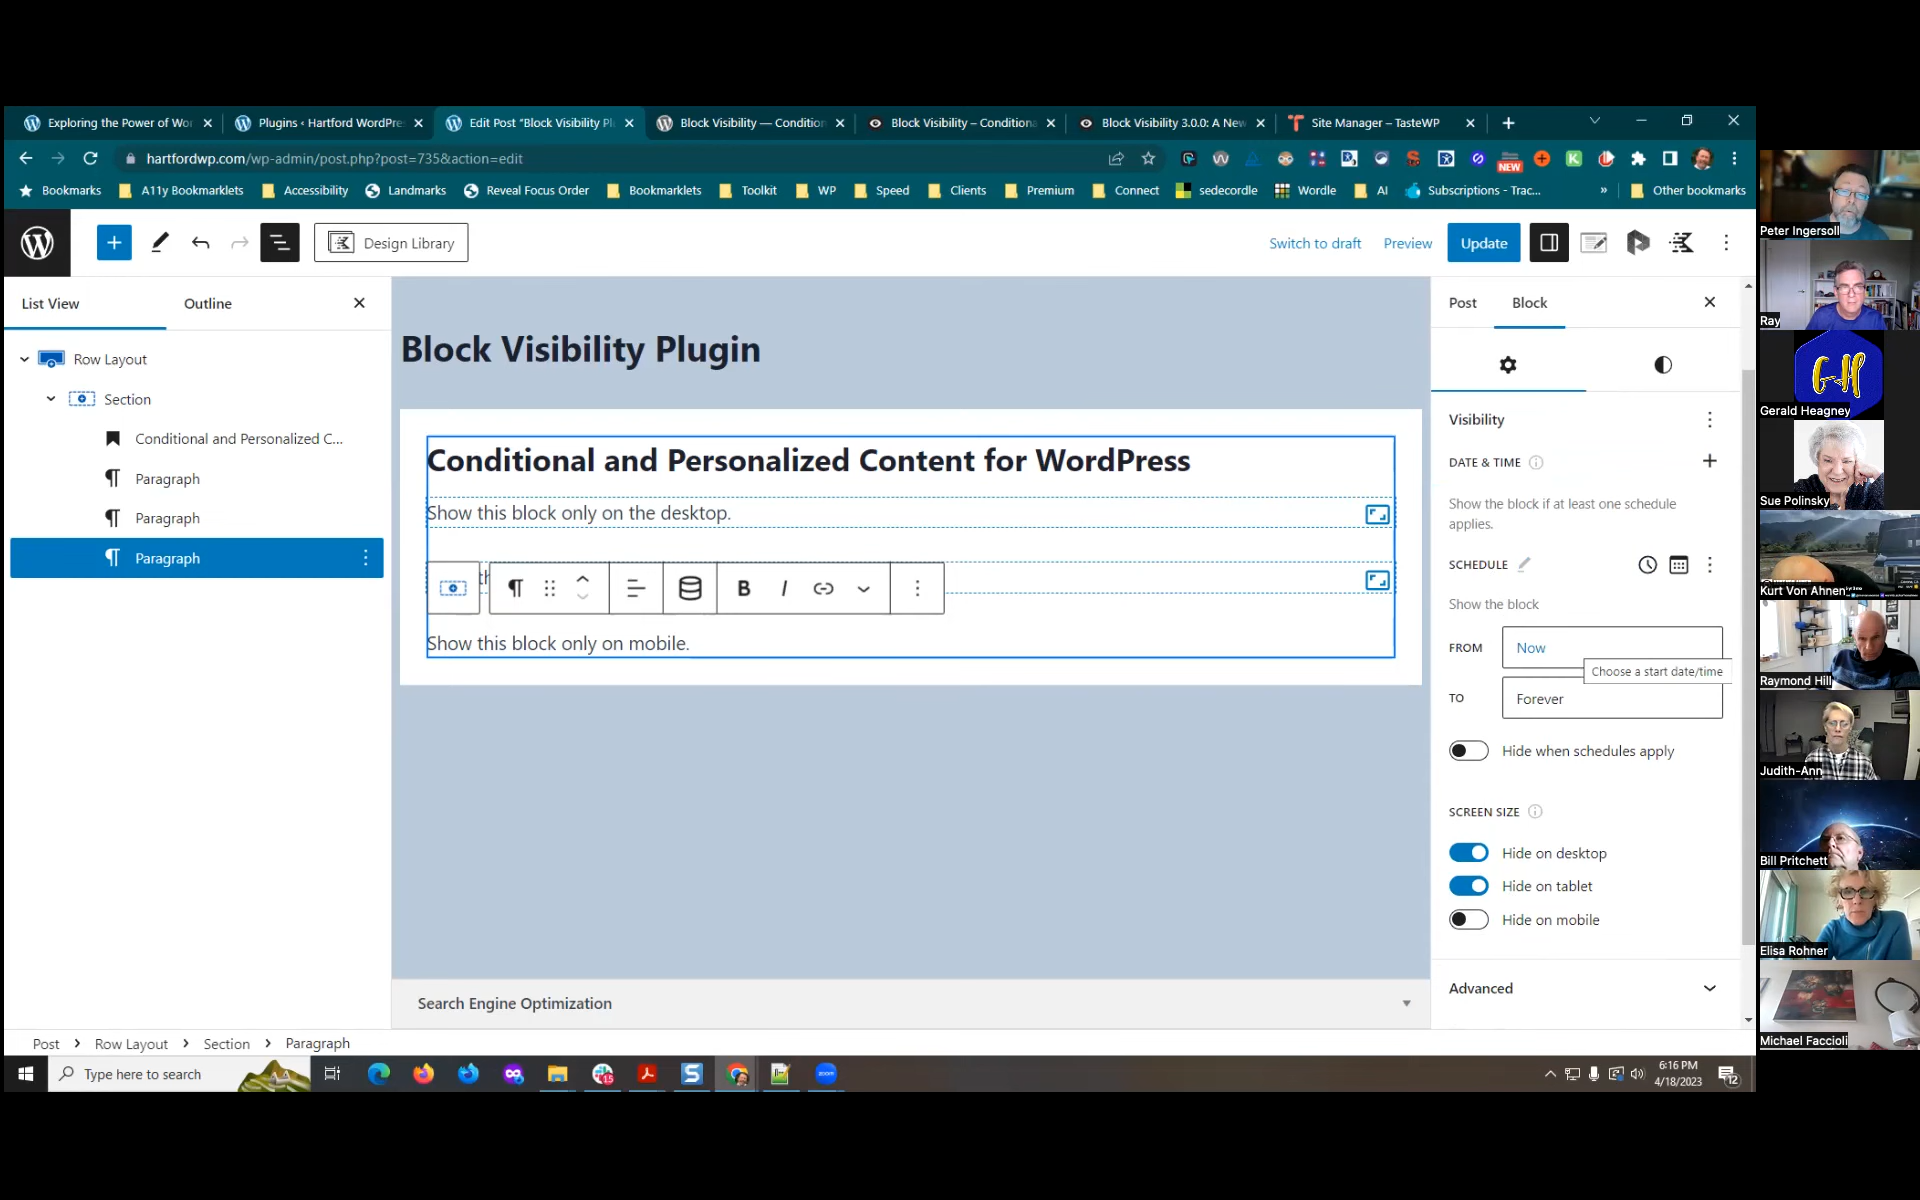 Exploring the Power of Wor
Plugins ‹ Hartford WordPre
Edit Post "Block Visibility Pl
Block Visibility — Condition
Block Visibility – Conditiona
Block Visibility 3.0.0: A New
Site Manager – TasteWP
hartfordwp.com/wp-admin/post.php?post=735&action=edit
NEW
Bookmarks
A11y Bookmarklets
Accessibility
Landmarks
Reveal Focus Order
Bookmarklets
Toolkit
WP
Speed
Clients
Premium
Connect
sedecordle
Wordle
AI
Subscriptions - Trac...
»
Other bookmarks
Design Library
Switch to draft
Preview
Update
List View
Outline
Row Layout
Section
Conditional and Personalized C...
Paragraph
Paragraph
Paragraph
Block Visibility Plugin
Conditional and Personalized Content for WordPress
Show this block only on the desktop.
B I
Show this block only on mobile.
Search Engine Optimization
Post
Block
Visibility
DATE & TIME
Show the block if at least one schedule
applies.
SCHEDULE
Show the block
FROM
Now
Choose a start date/time
TO
Forever
Hide when schedules apply
SCREEN SIZE
Hide on desktop
Hide on tablet
Hide on mobile
Advanced
Post > Row Layout > Section > Paragraph
Type here to search
15
zoom
6:16 PM
4/18/2023
12
Peter Ingersoll
Ray
GH
Gerald Heagney
Sue Polinsky
Kurt Von Ahnen
Raymond Hill
Judith-Ann
Bill Pritchett
Elisa Rohner
Michael Faccioli